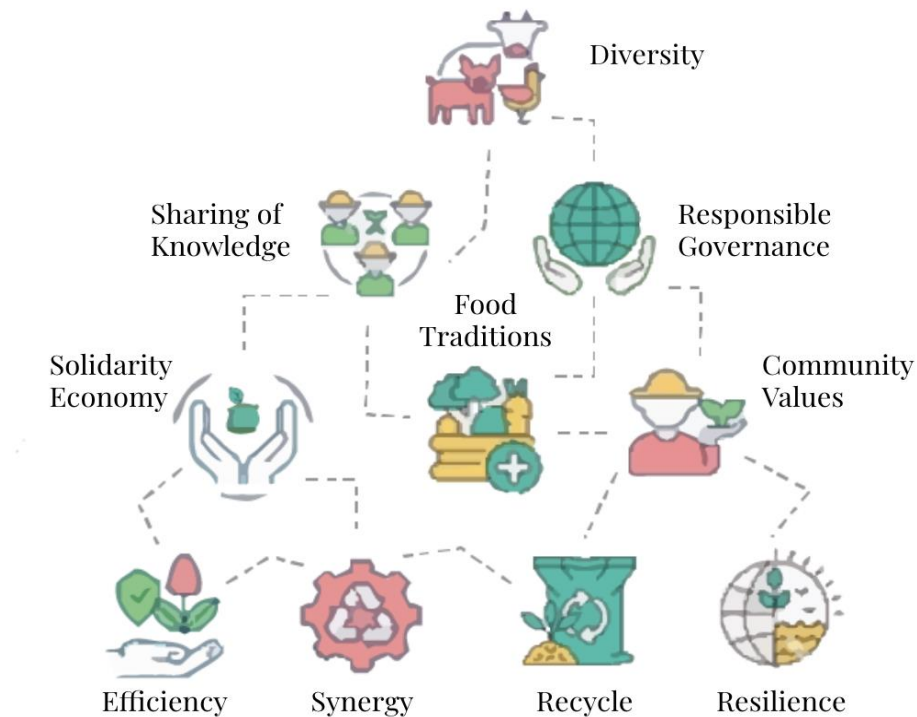 Diversity
Sharing of
Knowledge
Responsible
Governance
Food
Traditions
Solidarity
Economy
Community
Values
Efficiency
Synergy
Recycle
Resilience